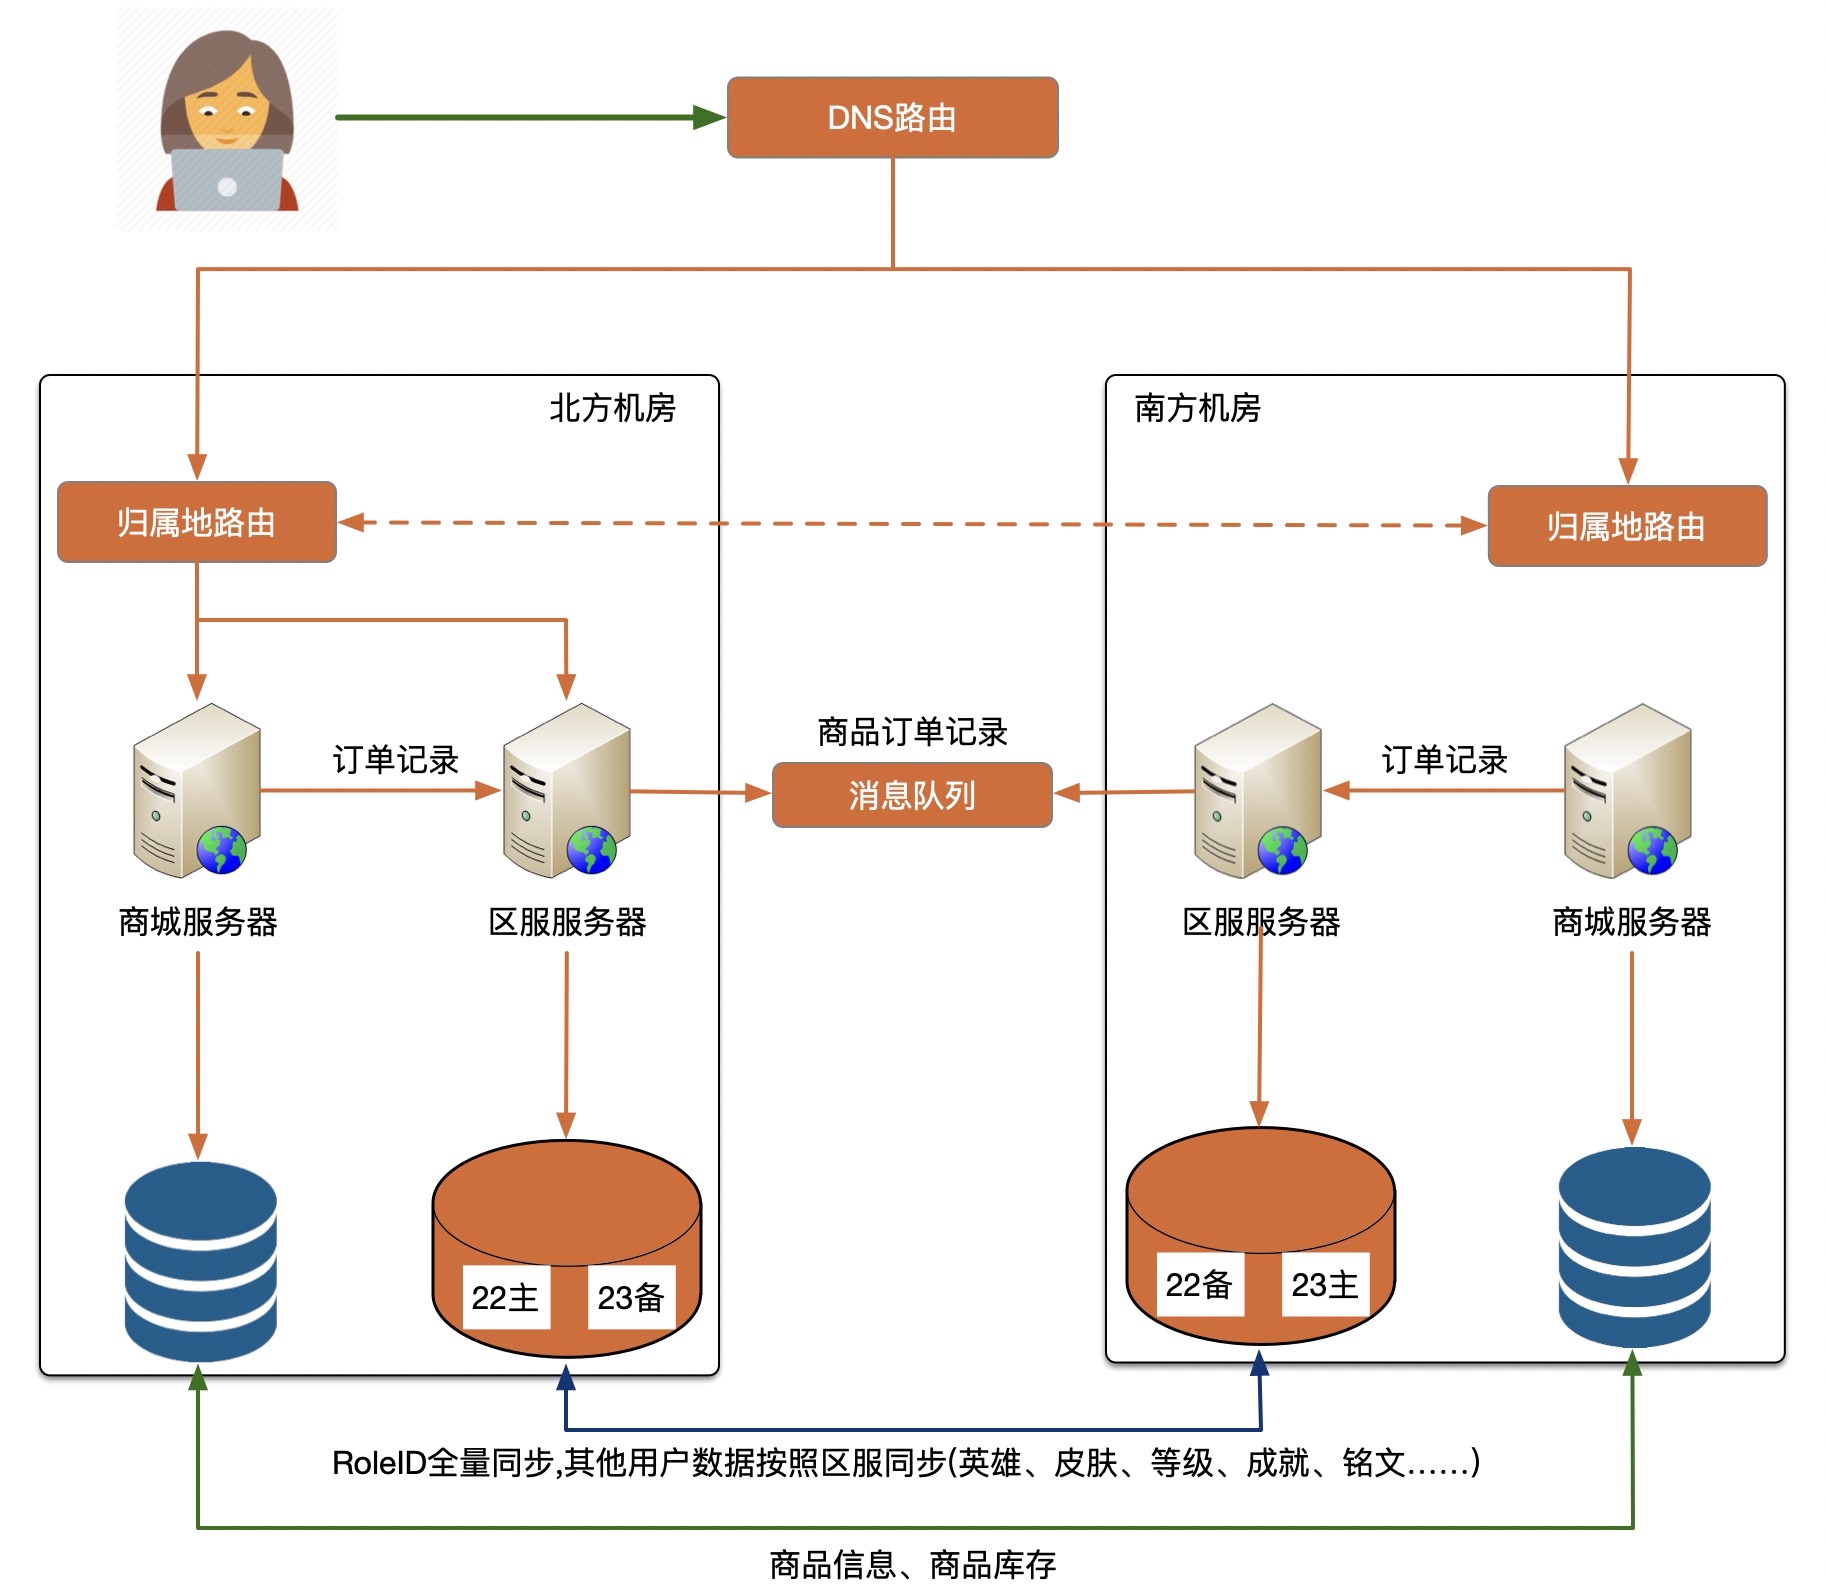 DNS路由
北方机房
南方机房
归属地路由
归属地路由
商品订单记录
订单记录
订单记录
消息队列
商城服务器
区服服务器
区服服务器
商城服务器
22主
23备
22备
23主
RoleID全量同步,其他用户数据按照区服同步(英雄、皮肤、等级、成就、铭文……)
商品信息、商品库存